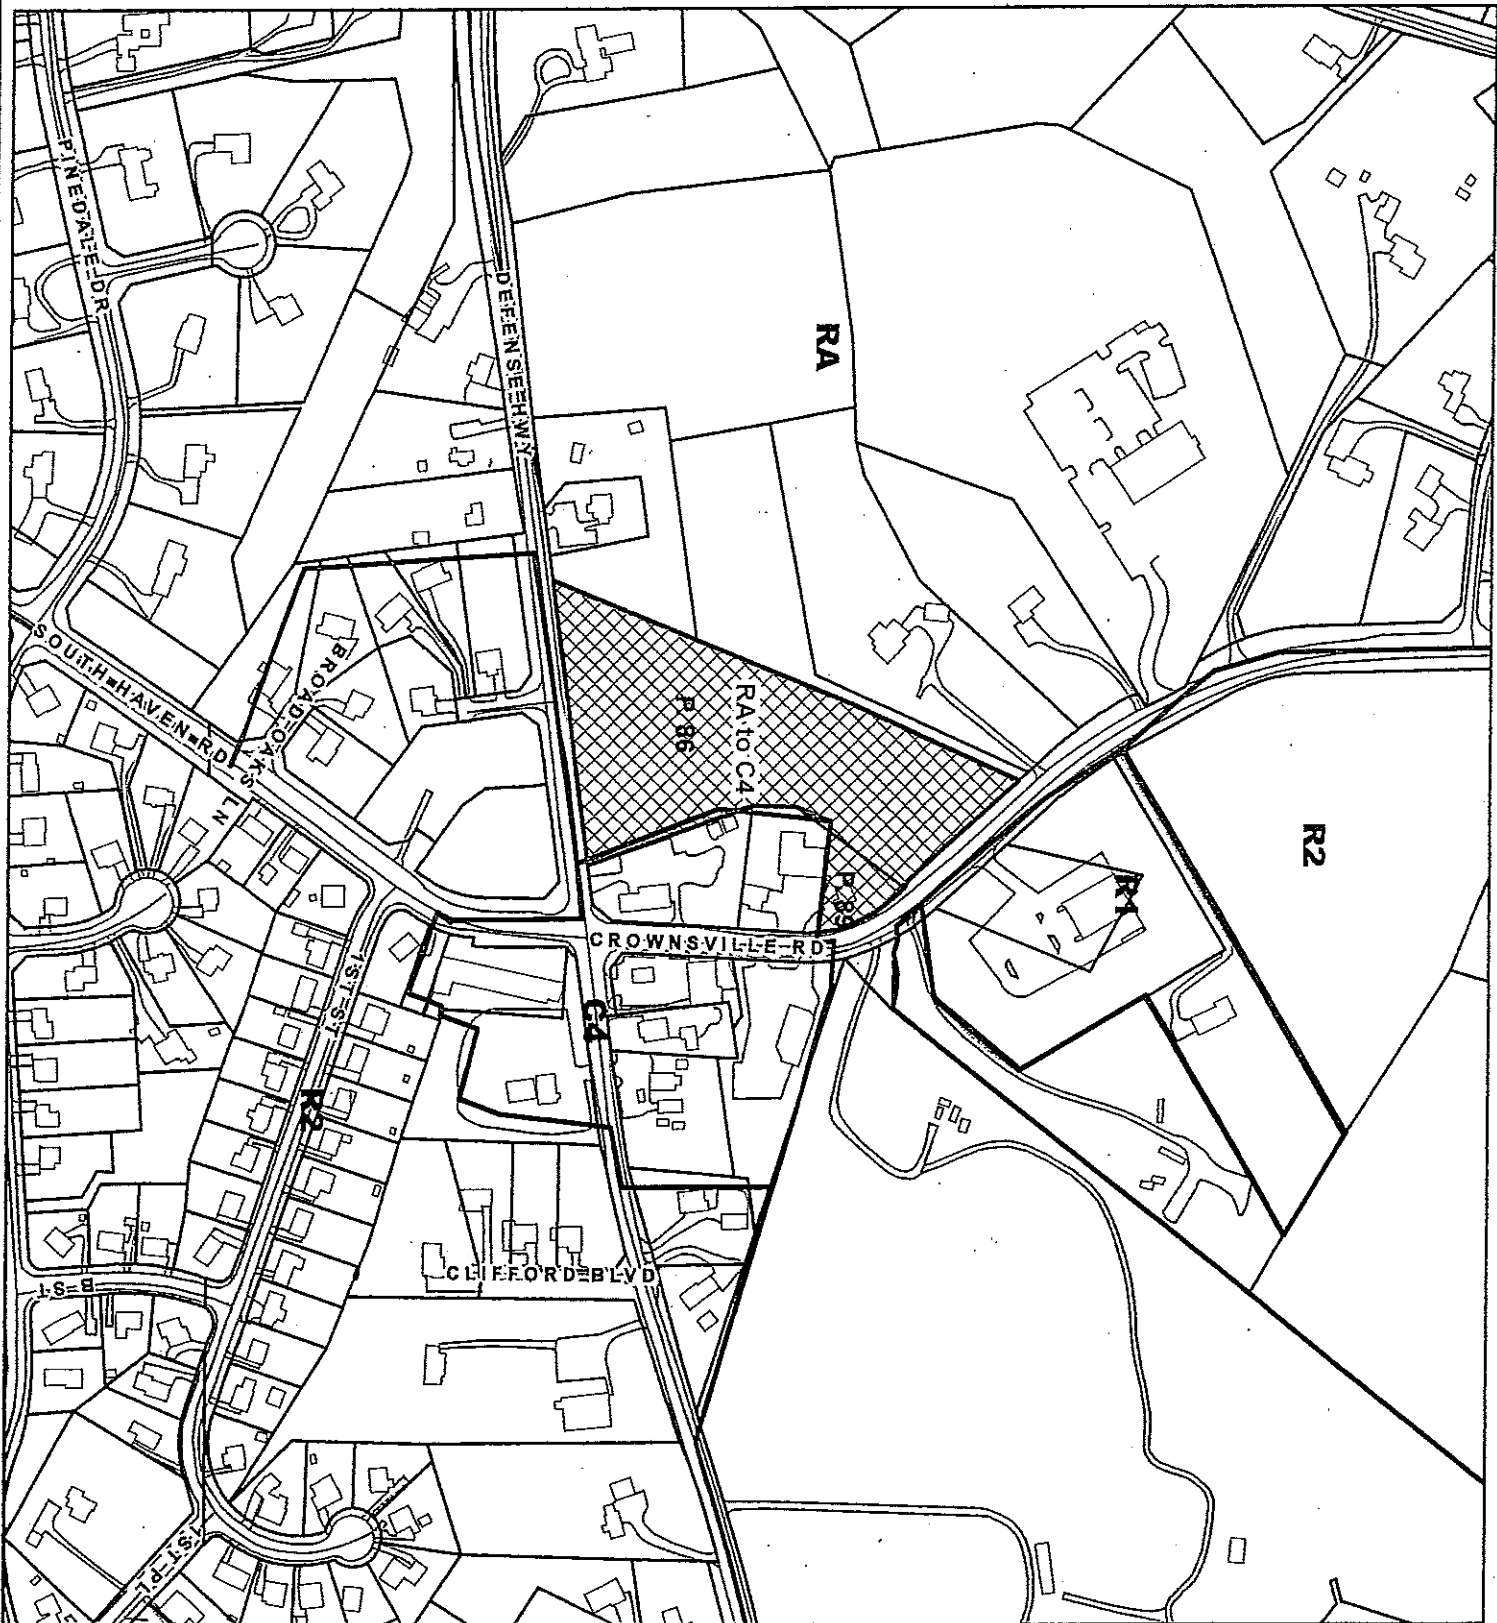 PINEDALE DR
DEFENSE HWY
RA
R2
RA to C4
P 86
P 89
R1
SOUTH HAVEN RD
BROAD OAKS LN
CROWNSVILLE RD
1ST ST
C4
R2
CLIFFORD BLVD
B ST
1ST PL